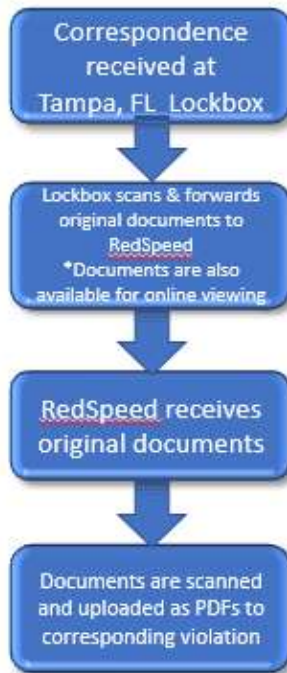 Correspondence
received at
Tampa, FL Lockbox
Lockbox scans & forwards
original documents to
RedSpeed
*Documents are also
available for online viewing
RedSpeed receives
original documents
Documents are scanned
and uploaded as PDFs to
corresponding violation